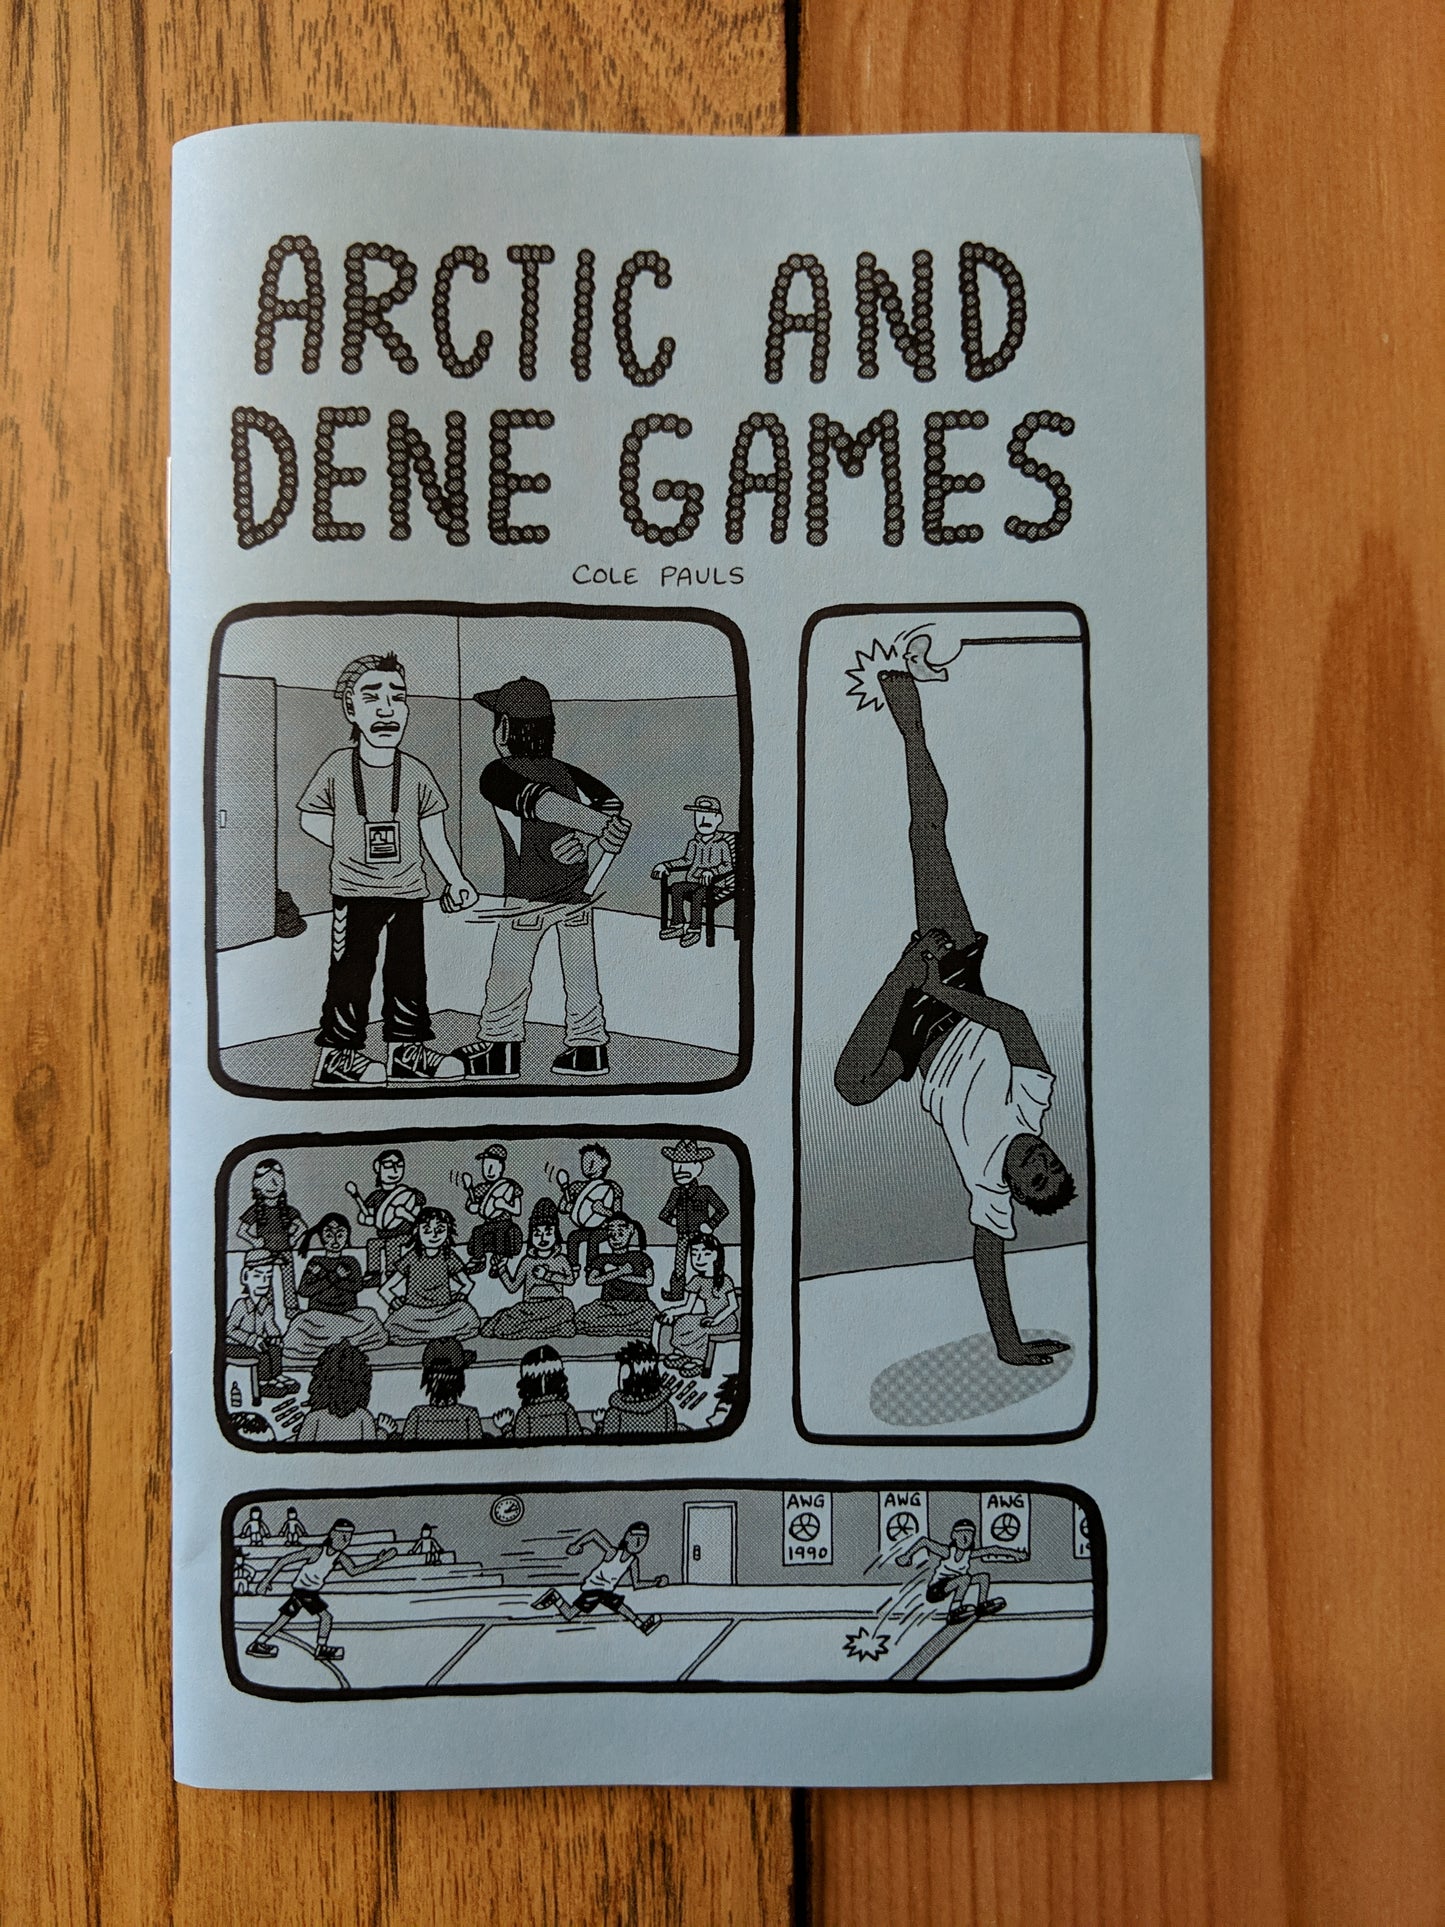 ARCTIC AND
DENE GAMES
COLE PAULS
AWG
1990
AWG
AWG